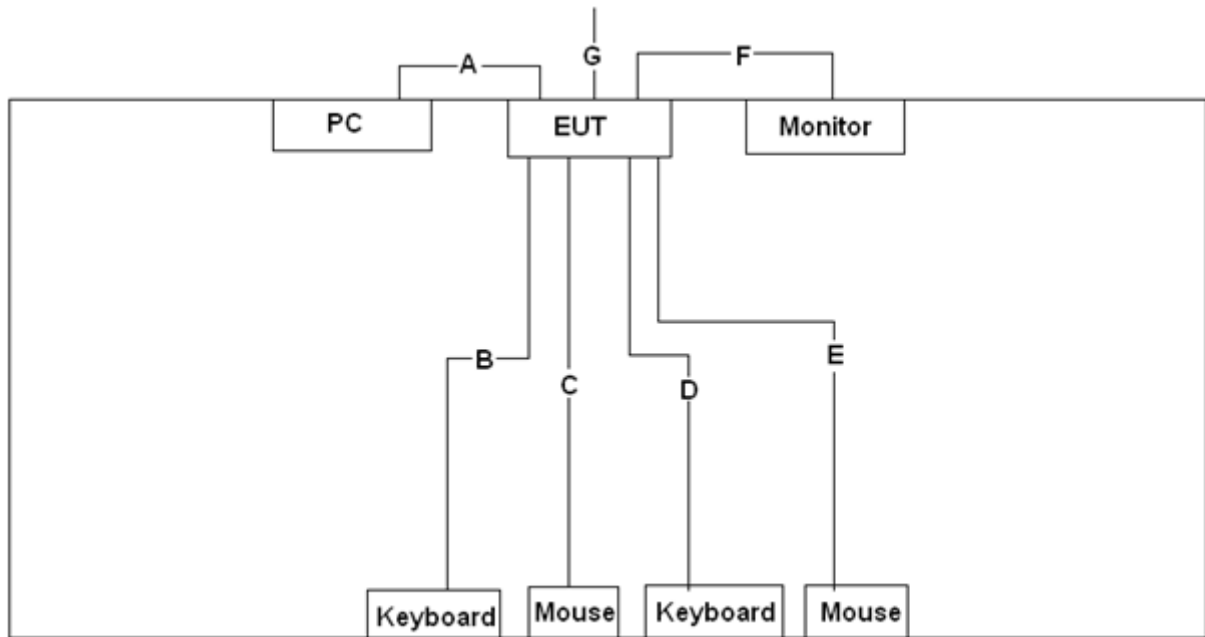 G
A
F
PC
EUT
Monitor
B
C
D
E
Keyboard
Mouse
Keyboard
Mouse